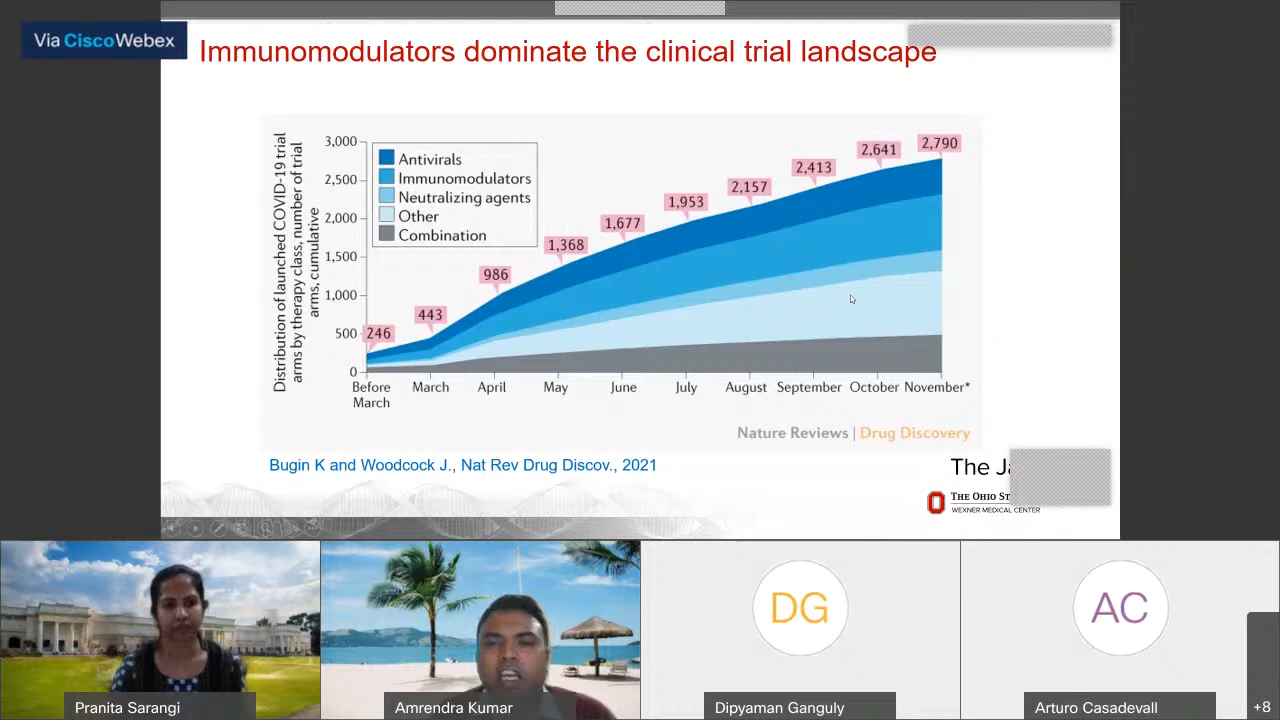 Via CiscoWebex
Immunomodulators dominate the clinical trial landscape
Distribution of launched COVID-19 trial
arms by therapy class, number of trial
arms, cumulative
3,000
2,500
2,000
1,500
1,000
500
0
Antivirals
Immunomodulators
Neutralizing agents
Other
Combination
246
443
986
1,368
1,677
1,953
2,157
2,413
2,641
2,790
Before
March
March
April
May
June
July
August
September
October
November*
Nature Reviews | Drug Discovery
Bugin K and Woodcock J., Nat Rev Drug Discov., 2021
The
The Ohio
WEXNER MEDICAL CENTER
DG
AC
Pranita Sarangi
Amrendra Kumar
Dipyaman Ganguly
Arturo Casadevall
+8